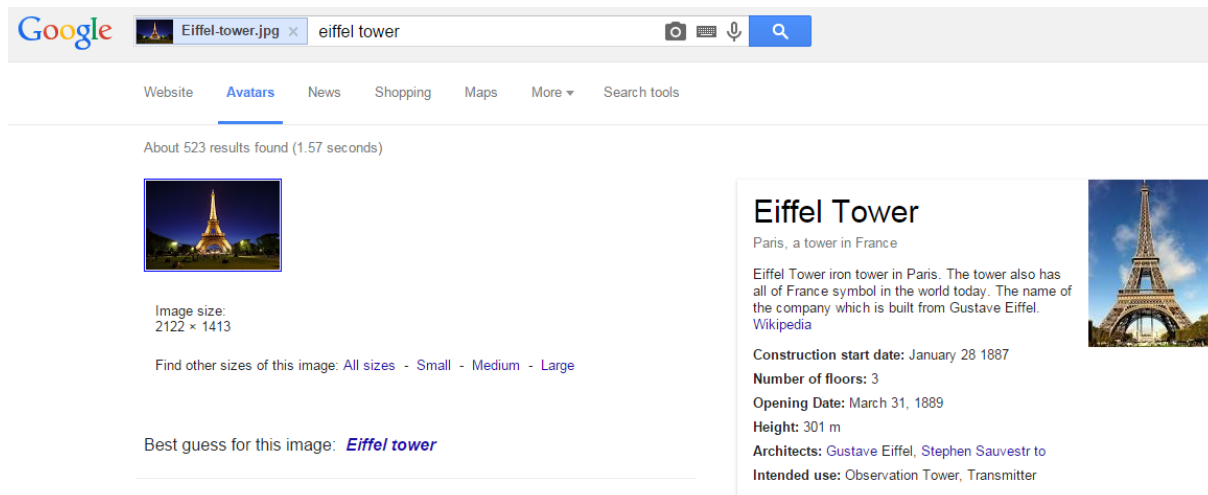 Google Eiffel-tower.jpg × eiffel tower
Website Avatars News Shopping Maps More Search tools
About 523 results found (1.57 seconds)
Image size:
2122 × 1413
Find other sizes of this image: All sizes - Small - Medium - Large
Best guess for this image: Eiffel tower
Eiffel Tower
Paris, a tower in France
Eiffel Tower iron tower in Paris. The tower also has
all of France symbol in the world today. The name of
the company which is built from Gustave Eiffel.
Wikipedia
Construction start date: January 28 1887
Number of floors: 3
Opening Date: March 31, 1889
Height: 301 m
Architects: Gustave Eiffel, Stephen Sauvestr to
Intended use: Observation Tower, Transmitter